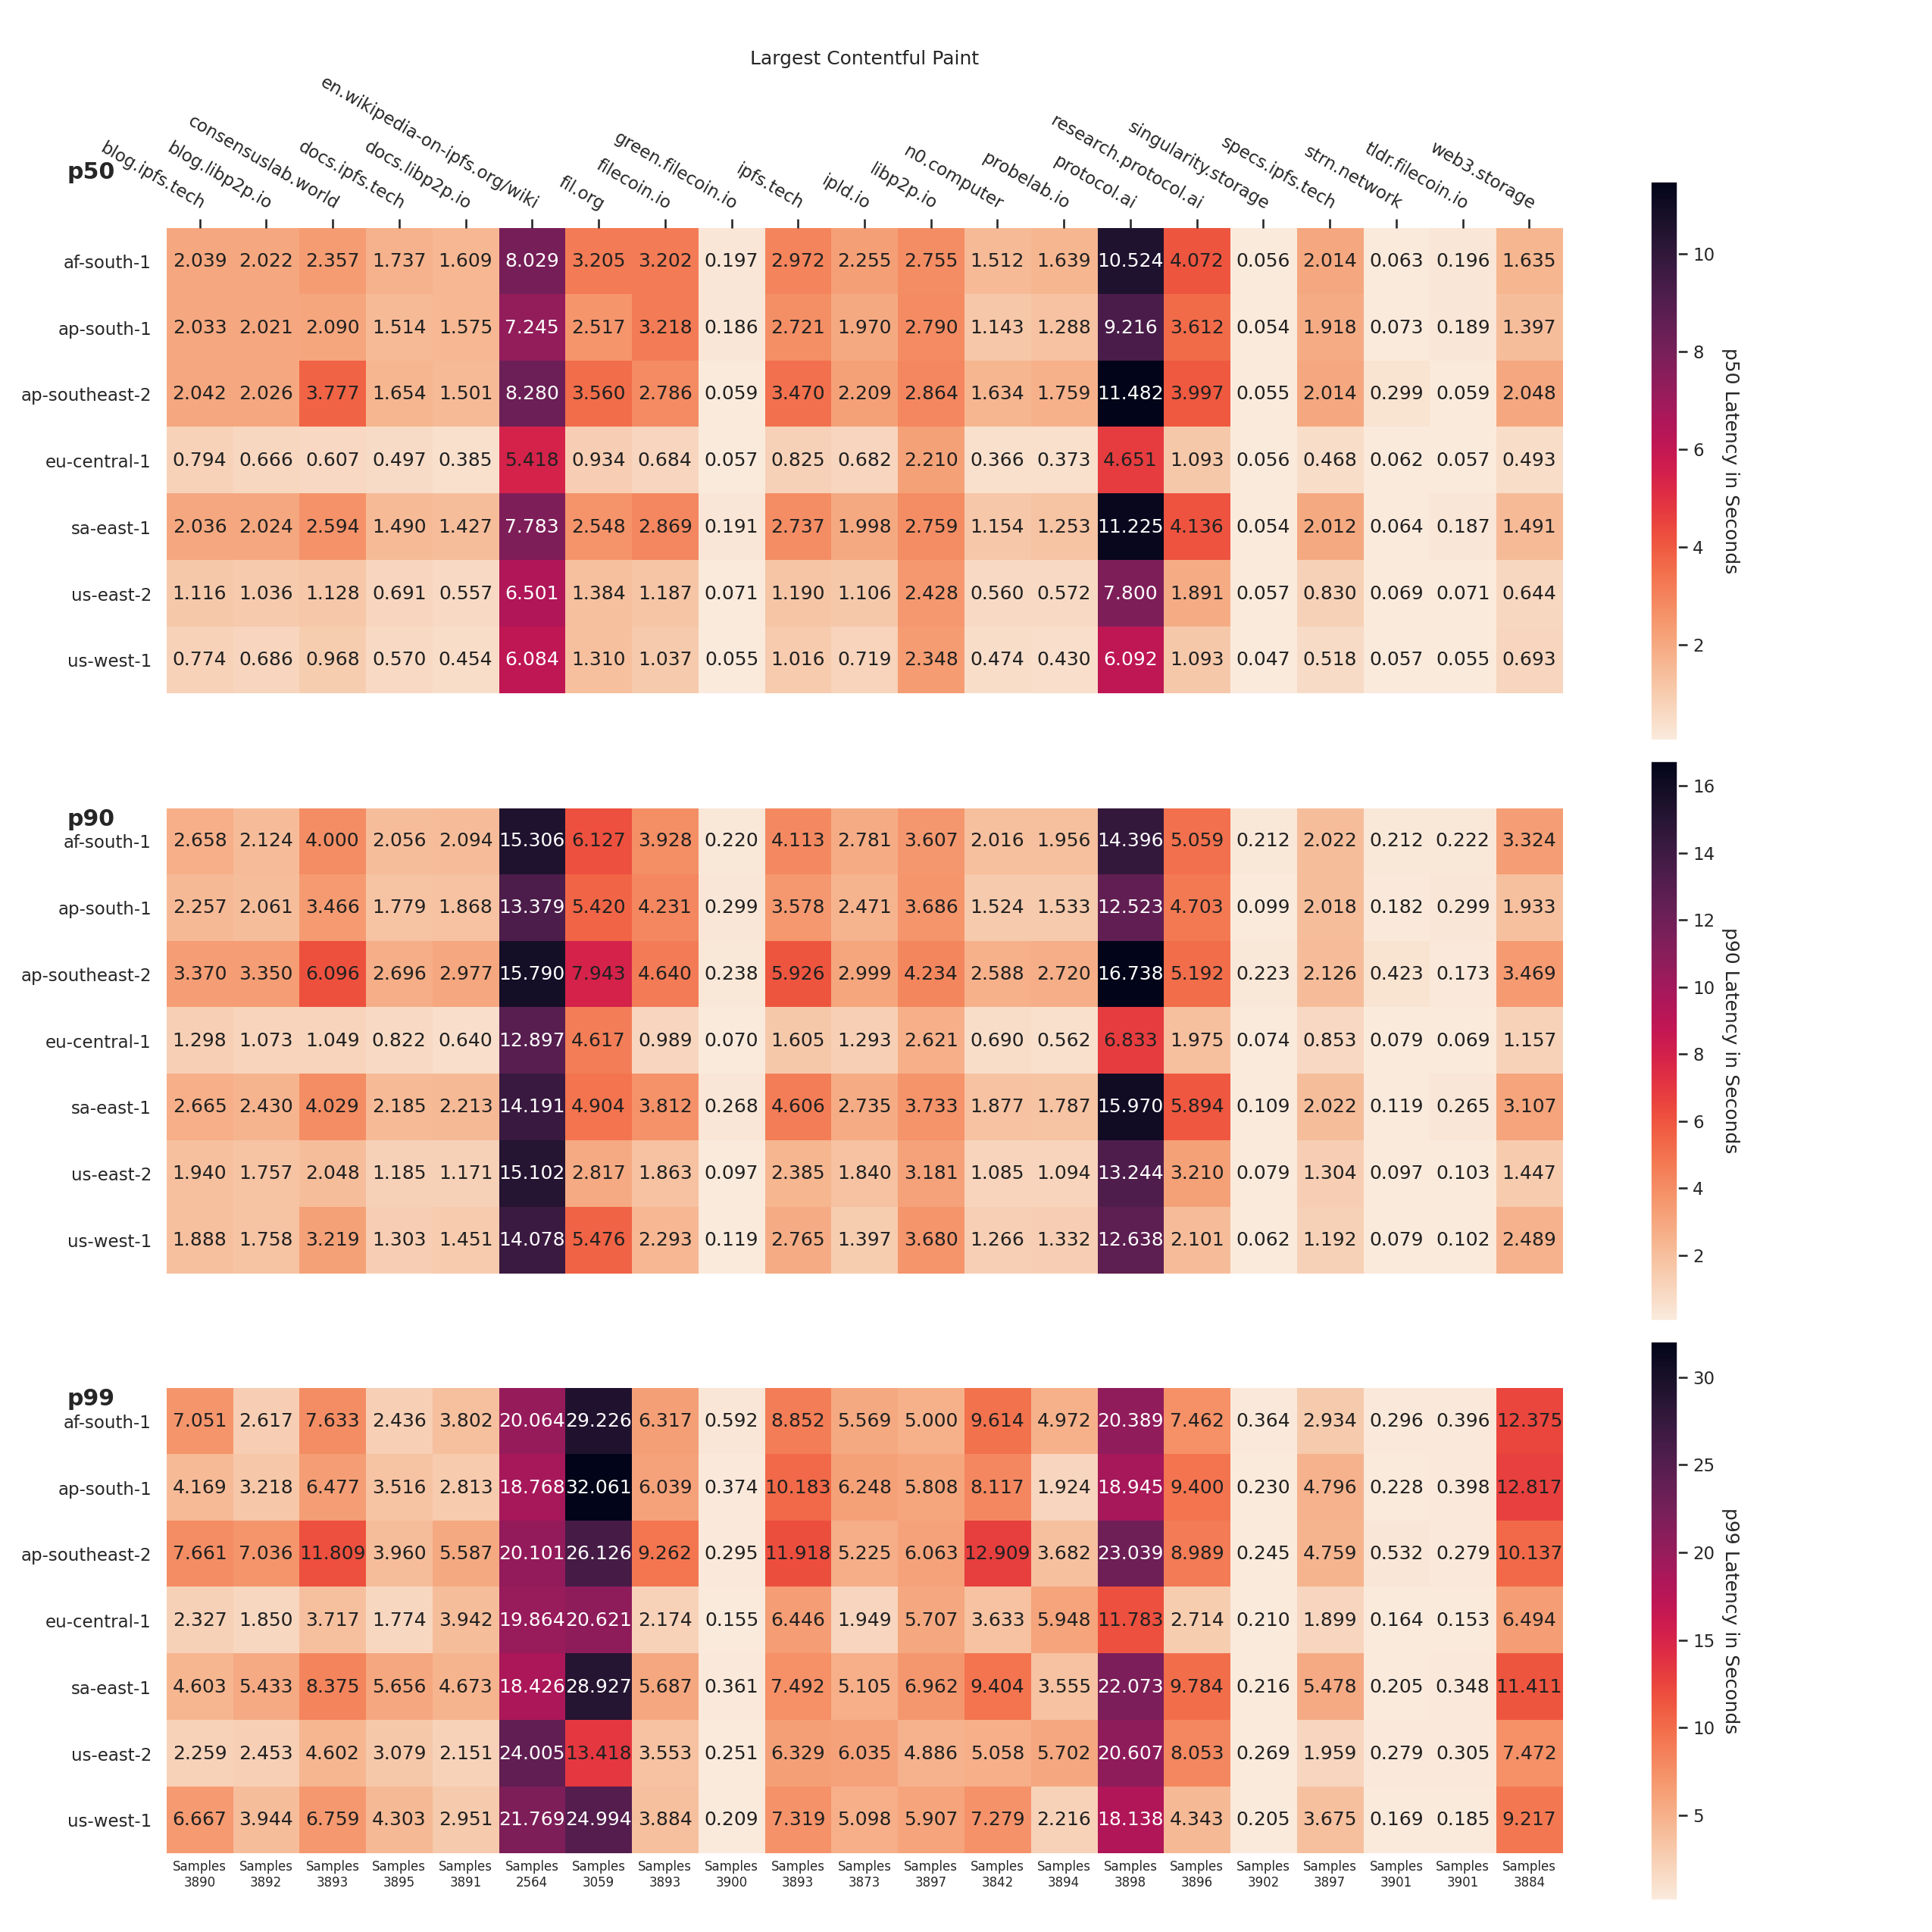 Largest Contentful Paint
p50
blog.ipfs.tech
blog.libp2p.io
consensuslab.world
docs.ipfs.tech
docs.libp2p.io
en.wikipedia-on-ipfs.org/wiki
fil.org
filecoin.io
green.filecoin.io
ipfs.tech
ipld.io
libp2p.io
n0.computer
probelab.io
protocol.ai
research.protocol.ai
singularity.storage
specs.ipfs.tech
strn.network
tldr.filecoin.io
web3.storage
af-south-1 2.039 2.022 2.357 1.737 1.609 8.029 3.205 3.202 0.197 2.972 2.255 2.755 1.512 1.639 10.524 4.072 0.056 2.014 0.063 0.196 1.635
ap-south-1 2.033 2.021 2.090 1.514 1.575 7.245 2.517 3.218 0.186 2.721 1.970 2.790 1.143 1.288 9.216 3.612 0.054 1.918 0.073 0.189 1.397
ap-southeast-2 2.042 2.026 3.777 1.654 1.501 8.280 3.560 2.786 0.059 3.470 2.209 2.864 1.634 1.759 11.482 3.997 0.055 2.014 0.299 0.059 2.048
eu-central-1 0.794 0.666 0.607 0.497 0.385 5.418 0.934 0.684 0.057 0.825 0.682 2.210 0.366 0.373 4.651 1.093 0.056 0.468 0.062 0.057 0.493
sa-east-1 2.036 2.024 2.594 1.490 1.427 7.783 2.548 2.869 0.191 2.737 1.998 2.759 1.154 1.253 11.225 4.136 0.054 2.012 0.064 0.187 1.491
us-east-2 1.116 1.036 1.128 0.691 0.557 6.501 1.384 1.187 0.071 1.190 1.106 2.428 0.560 0.572 7.800 1.891 0.057 0.830 0.069 0.071 0.644
us-west-1 0.774 0.686 0.968 0.570 0.454 6.084 1.310 1.037 0.055 1.016 0.719 2.348 0.474 0.430 6.092 1.093 0.047 0.518 0.057 0.055 0.693
10
8
6
4
2
p50 Latency in Seconds
p90
af-south-1 2.658 2.124 4.000 2.056 2.094 15.306 6.127 3.928 0.220 4.113 2.781 3.607 2.016 1.956 14.396 5.059 0.212 2.022 0.212 0.222 3.324
ap-south-1 2.257 2.061 3.466 1.779 1.868 13.379 5.420 4.231 0.299 3.578 2.471 3.686 1.524 1.533 12.523 4.703 0.099 2.018 0.182 0.299 1.933
ap-southeast-2 3.370 3.350 6.096 2.696 2.977 15.790 7.943 4.640 0.238 5.926 2.999 4.234 2.588 2.720 16.738 5.192 0.223 2.126 0.423 0.173 3.469
eu-central-1 1.298 1.073 1.049 0.822 0.640 12.897 4.617 0.989 0.070 1.605 1.293 2.621 0.690 0.562 6.833 1.975 0.074 0.853 0.079 0.069 1.157
sa-east-1 2.665 2.430 4.029 2.185 2.213 14.191 4.904 3.812 0.268 4.606 2.735 3.733 1.877 1.787 15.970 5.894 0.109 2.022 0.119 0.265 3.107
us-east-2 1.940 1.757 2.048 1.185 1.171 15.102 2.817 1.863 0.097 2.385 1.840 3.181 1.085 1.094 13.244 3.210 0.079 1.304 0.097 0.103 1.447
us-west-1 1.888 1.758 3.219 1.303 1.451 14.078 5.476 2.293 0.119 2.765 1.397 3.680 1.266 1.332 12.638 2.101 0.062 1.192 0.079 0.102 2.489
16
14
12
10
8
6
4
2
p90 Latency in Seconds
p99
af-south-1 7.051 2.617 7.633 2.436 3.802 20.064 29.226 6.317 0.592 8.852 5.569 5.000 9.614 4.972 20.389 7.462 0.364 2.934 0.296 0.396 12.375
ap-south-1 4.169 3.218 6.477 3.516 2.813 18.768 32.061 6.039 0.374 10.183 6.248 5.808 8.117 1.924 18.945 9.400 0.230 4.796 0.228 0.398 12.817
ap-southeast-2 7.661 7.036 11.809 3.960 5.587 20.101 26.126 9.262 0.295 11.918 5.225 6.063 12.909 3.682 23.039 8.989 0.245 4.759 0.532 0.279 10.137
eu-central-1 2.327 1.850 3.717 1.774 3.942 19.864 20.621 2.174 0.155 6.446 1.949 5.707 3.633 5.948 11.783 2.714 0.210 1.899 0.164 0.153 6.494
sa-east-1 4.603 5.433 8.375 5.656 4.673 18.426 28.927 5.687 0.361 7.492 5.105 6.962 9.404 3.555 22.073 9.784 0.216 5.478 0.205 0.348 11.411
us-east-2 2.259 2.453 4.602 3.079 2.151 24.005 13.418 3.553 0.251 6.329 6.035 4.886 5.058 5.702 20.607 8.053 0.269 1.959 0.279 0.305 7.472
us-west-1 6.667 3.944 6.759 4.303 2.951 21.769 24.994 3.884 0.209 7.319 5.098 5.907 7.279 2.216 18.138 4.343 0.205 3.675 0.169 0.185 9.217
30
25
20
15
10
5
p99 Latency in Seconds
Samples Samples Samples Samples Samples Samples Samples Samples Samples Samples Samples Samples Samples Samples Samples Samples Samples Samples Samples Samples Samples
3890 3892 3893 3895 3891 2564 3059 3893 3900 3893 3873 3897 3842 3894 3898 3896 3902 3897 3901 3901 3884